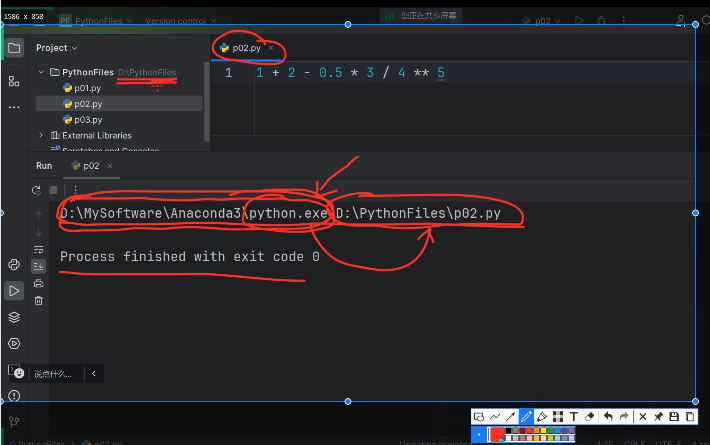 1586 x 858
PF PythonFiles Version control
您正在共享屏幕
p02
Project
PythonFiles D:\PythonFiles
p01.py
p02.py
p03.py
External Libraries
Scratches and Consoles
p02.py
1 1 + 2 - 0.5 * 3 / 4 ** 5
Run p02
D:\MySoftware\Anaconda3\python.exe D:\PythonFiles\p02.py
Process finished with exit code 0
说点什么...
T
PythonFiles p02.py
Updating skeletons
1:25 CRLF UTF-8